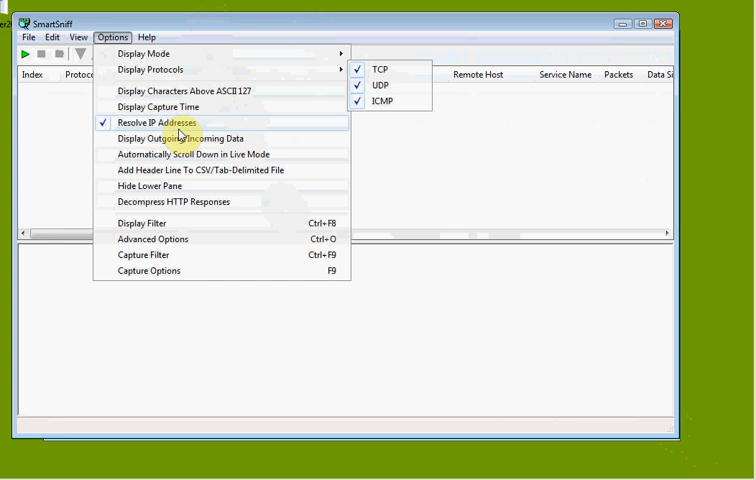 SmartSniff
File Edit View Options Help
Index Protoco Remote Host Service Name Packets Data Si
Display Mode
Display Protocols
TCP
UDP
ICMP
Display Characters Above ASCII 127
Display Capture Time
Resolve IP Addresses
Display Outgoing/Incoming Data
Automatically Scroll Down in Live Mode
Add Header Line To CSV/Tab-Delimited File
Hide Lower Pane
Decompress HTTP Responses
Display Filter Ctrl+F8
Advanced Options Ctrl+O
Capture Filter Ctrl+F9
Capture Options F9